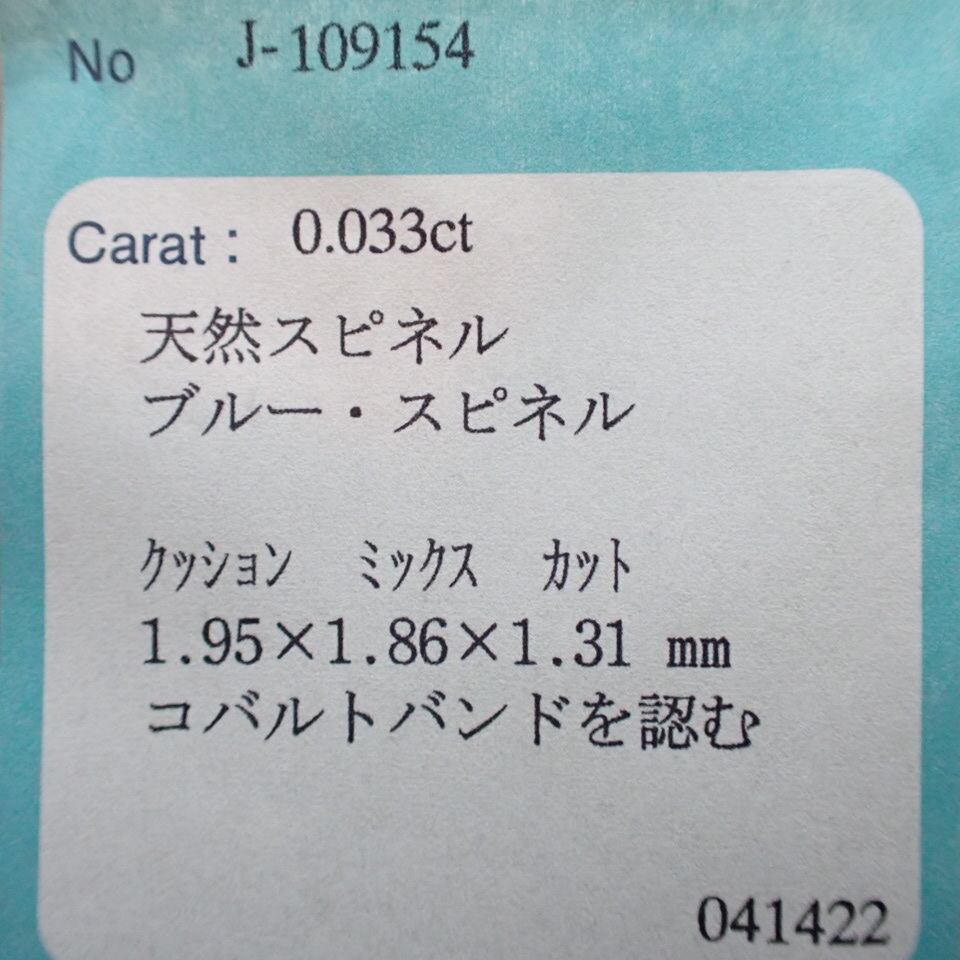 No J-109154
Carat : 0.033ct
天然スピネル
ブルー・スピネル
ｸｯｼｮﾝ ﾐｯｸｽ ｶｯﾄ
1.95×1.86×1.31 mm
コバルトバンドを認む
041422